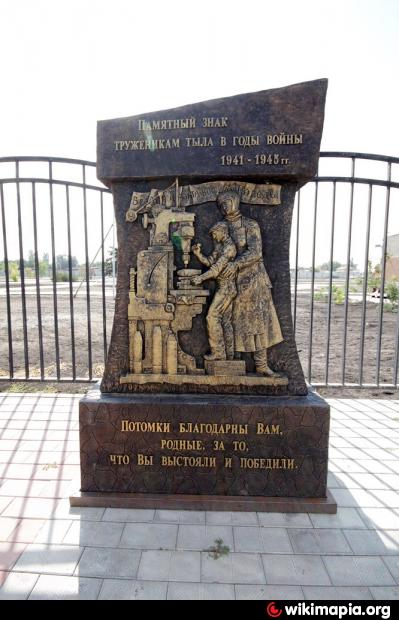 Памятный знак
труженикам тыла в годы войны
1941-1945 гг.
Потомки благодарны Вам,
родные, за то,
что Вы выстояли и победили.
wikimapia.org